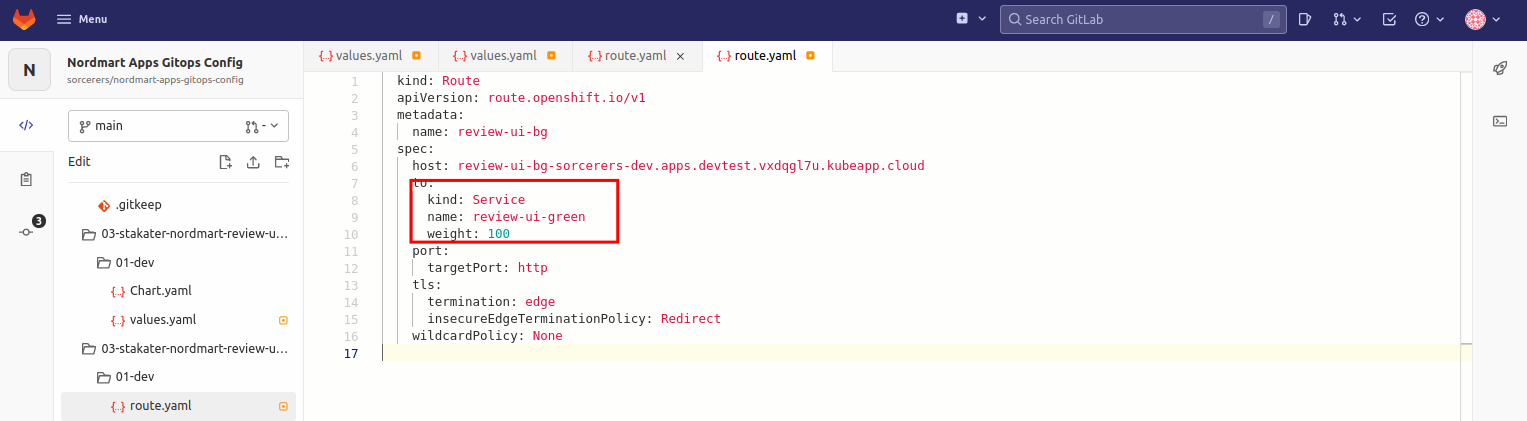 Menu
Search GitLab
/
N
Nordmart Apps Gitops Config
sorcerers/nordmart-apps-gitops-config
main
-
Edit
.gitkeep
03-stakater-nordmart-review-u...
01-dev
Chart.yaml
values.yaml
03-stakater-nordmart-review-u...
01-dev
route.yaml
3
values.yaml
values.yaml
route.yaml
route.yaml
1 kind: Route
2 apiVersion: route.openshift.io/v1
3 metadata:
4 name: review-ui-bg
5 spec:
6 host: review-ui-bg-sorcerers-dev.apps.devtest.vxdqgl7u.kubeapp.cloud
7 to:
8 kind: Service
9 name: review-ui-green
10 weight: 100
11 port:
12 targetPort: http
13 tls:
14 termination: edge
15 insecureEdgeTerminationPolicy: Redirect
16 wildcardPolicy: None
17